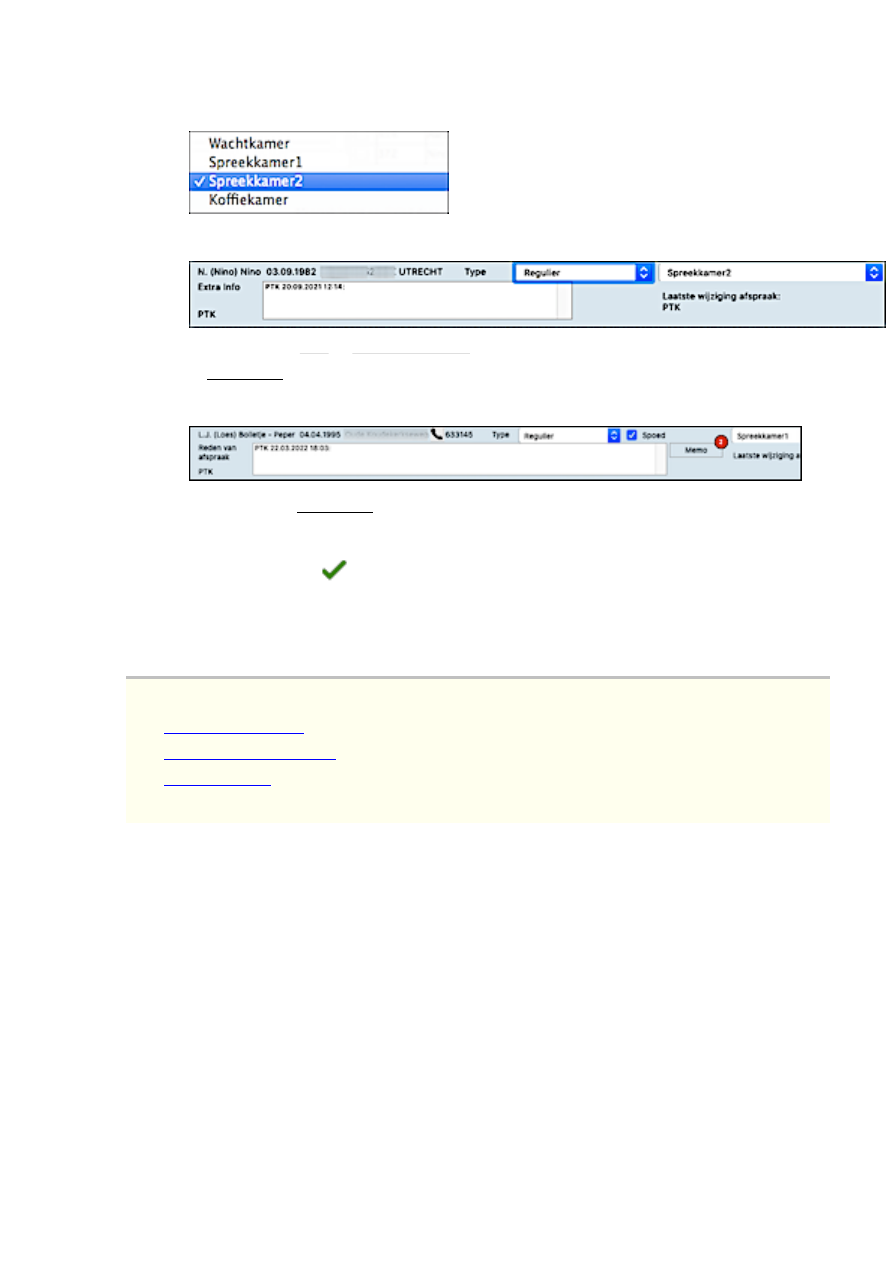 Wachtkamer
Spreekkamer1
Spreekkamer2
Koffiekamer
N. (Nino) Nino 03.09.1982 UTRECHT Type Regulier Spreekkamer2
Extra Info PTK 20.09.2021 12:14: Laatste wijziging afspraak:
PTK PTK
L.J. (Loes) Bolletje - Peper 04.04.1995 633145 Type Regulier Spoed 2 Spreekkamer1
Reden van afspraak PTK 22.03.2022 18:03: Memo Laatste wijziging a
PTK